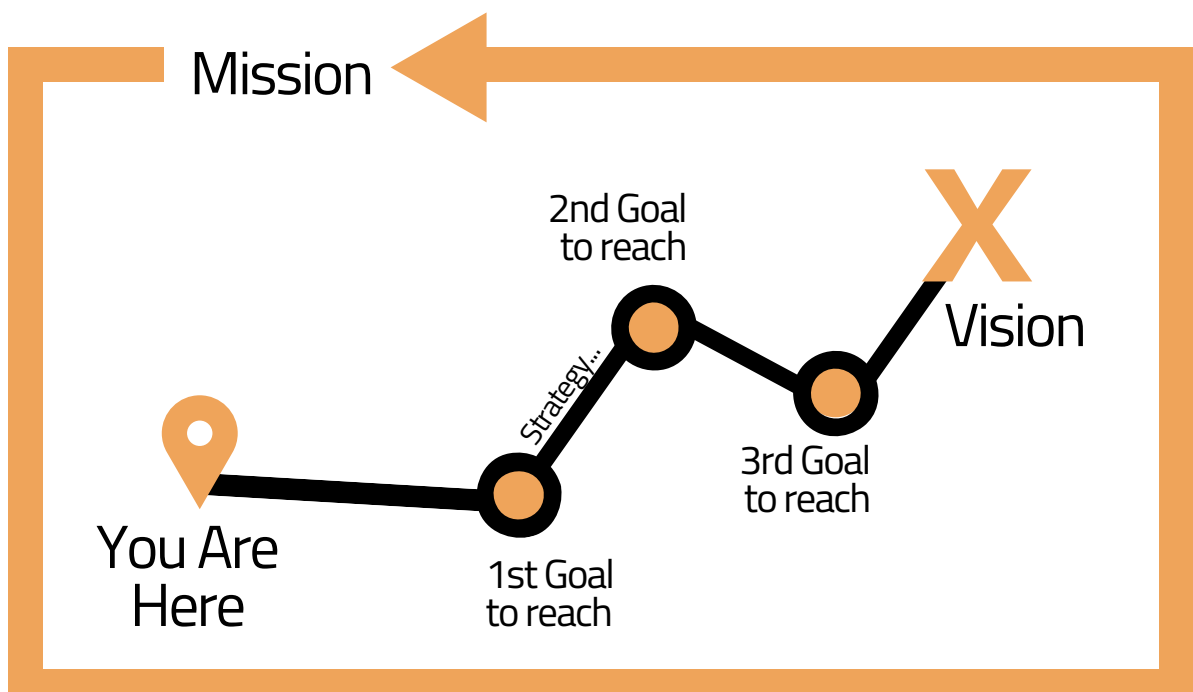 Mission
2nd Goal
to reach
X
Vision
Strategy...
3rd Goal
to reach
You Are
Here
1st Goal
to reach